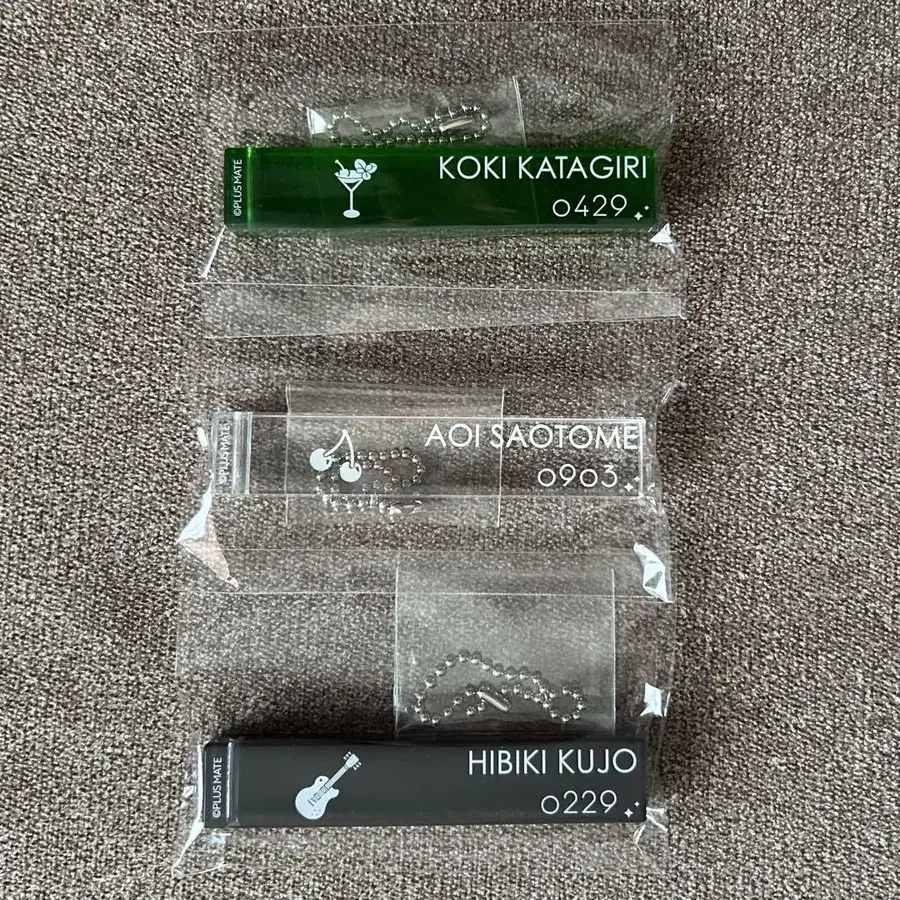 ©PLUS MATE
KOKI KATAGIRI
0429
©PLUS MATE
AOI SAOTOME
0903
©PLUS MATE
HIBIKI KUJO
0229